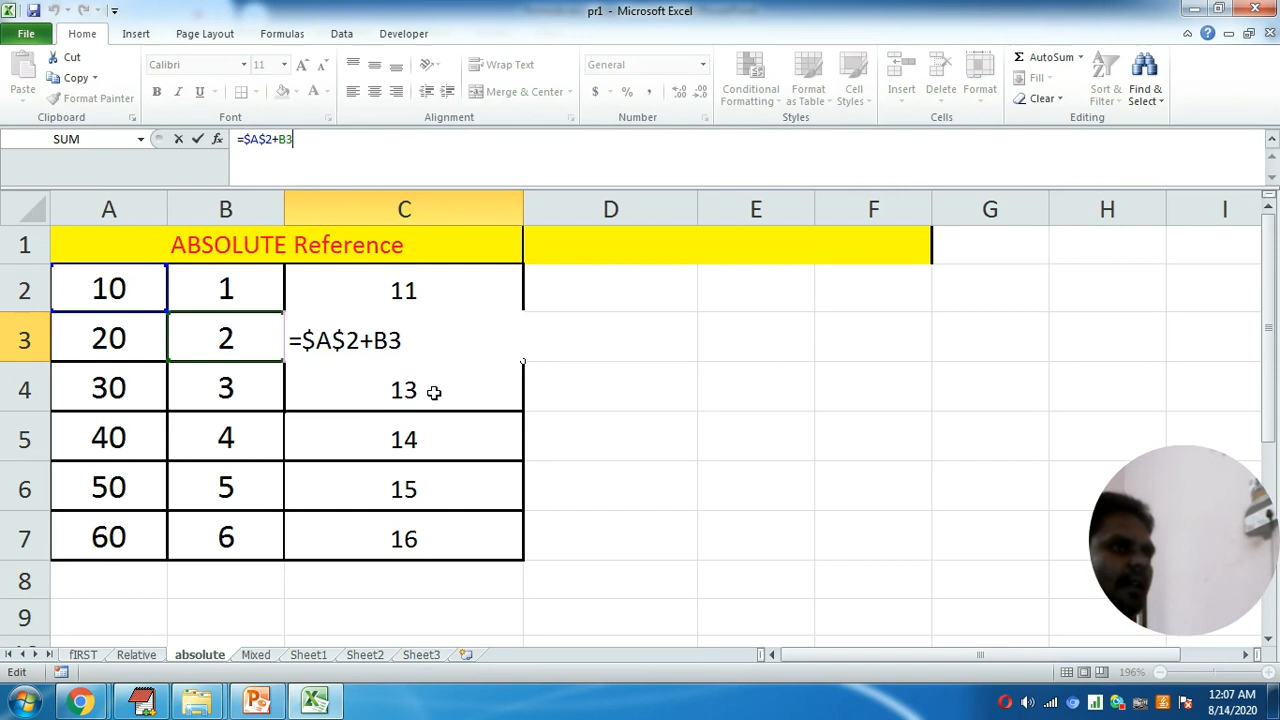 pr1 - Microsoft Excel
File Home Insert Page Layout Formulas Data Developer
Cut
Copy
Format Painter
Paste
Clipboard
Calibri 11
Font
Wrap Text
Merge & Center
Alignment
General
Number
Conditional Formatting
Format as Table
Cell Styles
Styles
Insert Delete Format
Cells
AutoSum
Fill
Clear
Sort & Filter
Find & Select
Editing
SUM fx =$A$2+B3
A B C D E F G H I
1 ABSOLUTE Reference
2 10 1 11
3 20 2 =$A$2+B3
4 30 3 13
5 40 4 14
6 50 5 15
7 60 6 16
8
9
fIRST Relative absolute Mixed Sheet1 Sheet2 Sheet3
Edit 196%
12:07 AM
8/14/2020